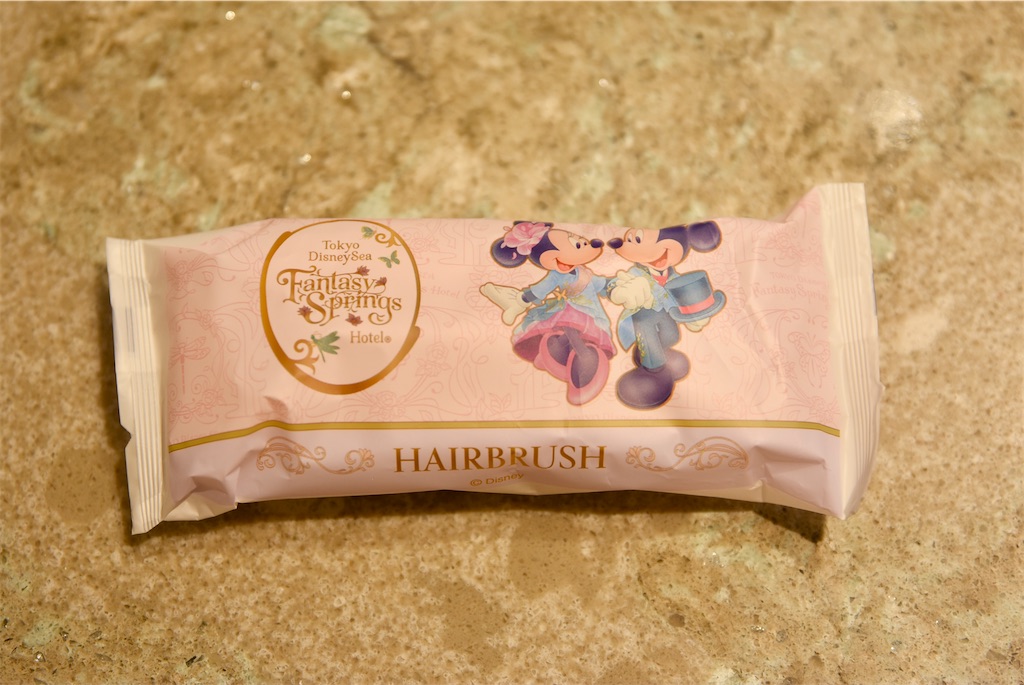 Tokyo
DisneySea
Fantasy
Springs
Hotel®
HAIRBRUSH
© Disney